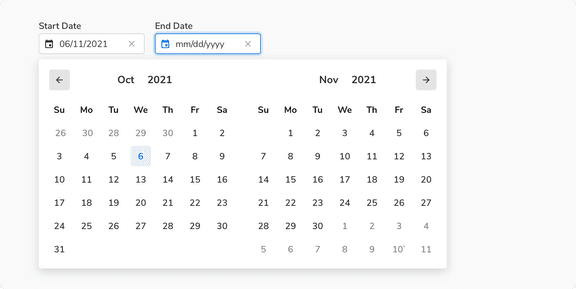 Start Date End Date
06/11/2021 mm/dd/yyyy
Oct 2021 Nov 2021
Su Mo Tu We Th Fr Sa Su Mo Tu We Th Fr Sa
26 30 28 29 30 1 2 1 2 3 4 5 6
3 4 5 6 7 8 9 7 8 9 10 11 12 13
10 11 12 13 14 15 16 14 15 16 17 18 19 20
17 18 19 20 21 22 23 21 22 23 24 25 26 27
24 25 26 27 28 29 30 28 29 30 1 2 3 4
31 5 6 7 8 9 10' 11